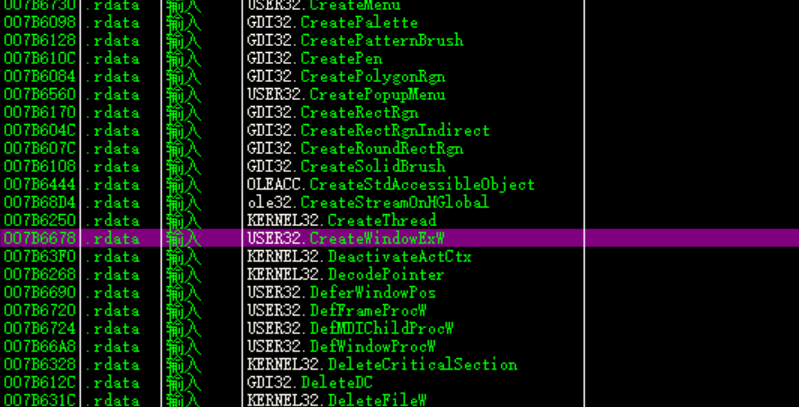 007B6730 .rdata 输入 USER32.CreateMenu
007B6098 .rdata 输入 GDI32.CreatePalette
007B6128 .rdata 输入 GDI32.CreatePatternBrush
007B610C .rdata 输入 GDI32.CreatePen
007B6084 .rdata 输入 GDI32.CreatePolygonRgn
007B6560 .rdata 输入 USER32.CreatePopupMenu
007B6170 .rdata 输入 GDI32.CreateRectRgn
007B604C .rdata 输入 GDI32.CreateRectRgnIndirect
007B607C .rdata 输入 GDI32.CreateRoundRectRgn
007B6108 .rdata 输入 GDI32.CreateSolidBrush
007B6444 .rdata 输入 OLEACC.CreateStdAccessibleObject
007B68D4 .rdata 输入 ole32.CreateStreamOnHGlobal
007B6250 .rdata 输入 KERNEL32.CreateThread
007B6678 .rdata 输入 USER32.CreateWindowExW
007B63F0 .rdata 输入 KERNEL32.DeactivateActCtx
007B6268 .rdata 输入 KERNEL32.DecodePointer
007B6690 .rdata 输入 USER32.DeferWindowPos
007B6720 .rdata 输入 USER32.DefFrameProcW
007B6724 .rdata 输入 USER32.DefMDIChildProcW
007B66A8 .rdata 输入 USER32.DefWindowProcW
007B6328 .rdata 输入 KERNEL32.DeleteCriticalSection
007B612C .rdata 输入 GDI32.DeleteDC
007B631C .rdata 输入 KERNEL32.DeleteFileW